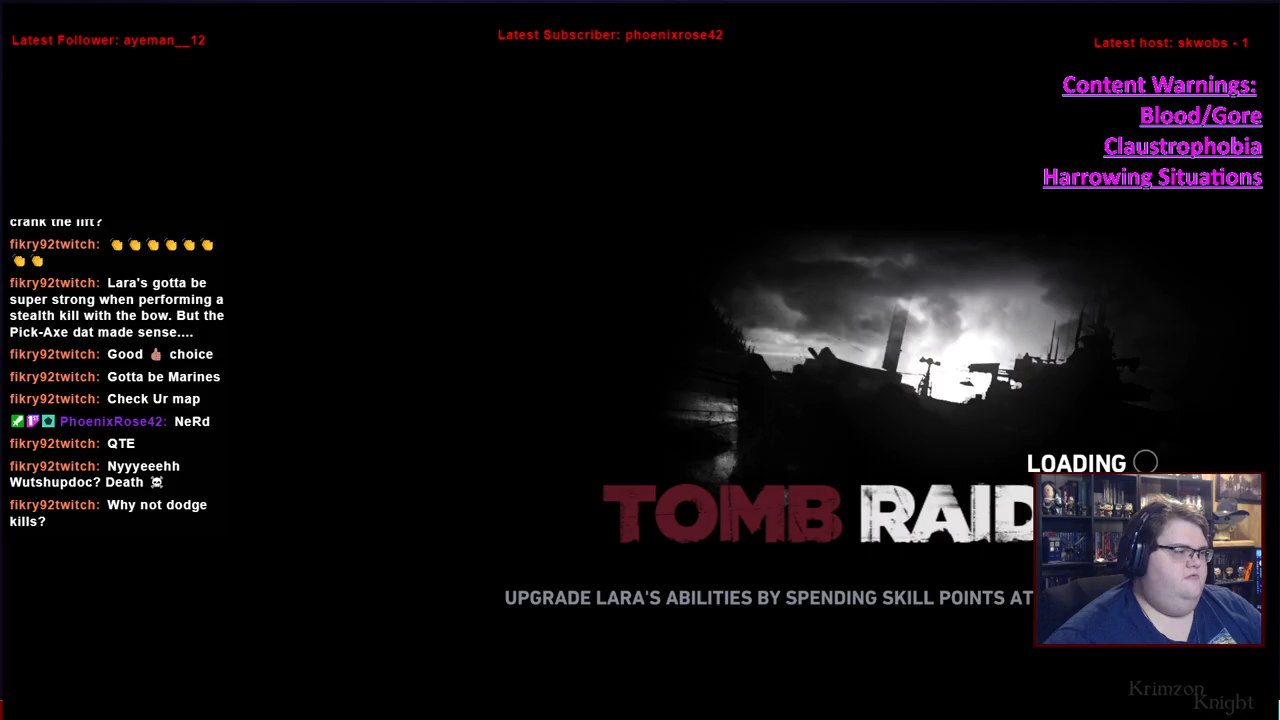 Latest Follower: ayeman__12
Latest Subscriber: phoenixrose42
Latest host: skwobs - 1
Content Warnings:
Blood/Gore
Claustrophobia
Harrowing Situations
crank the lift?
fikry92twitch: 👏👏👏👏👏👏
👏👏
fikry92twitch: Lara's gotta be
super strong when performing a
stealth kill with the bow. But the
Pick-Axe dat made sense....
fikry92twitch: Good 👍🏽 choice
fikry92twitch: Gotta be Marines
fikry92twitch: Check Ur map
PhoenixRose42: NeRd
fikry92twitch: QTE
fikry92twitch: Nyyyeeehh
Wutshupdoc? Death ☠️
fikry92twitch: Why not dodge
kills?
LOADING
TOMB RAID
UPGRADE LARA'S ABILITIES BY SPENDING SKILL POINTS AT
Krimzon
Knight